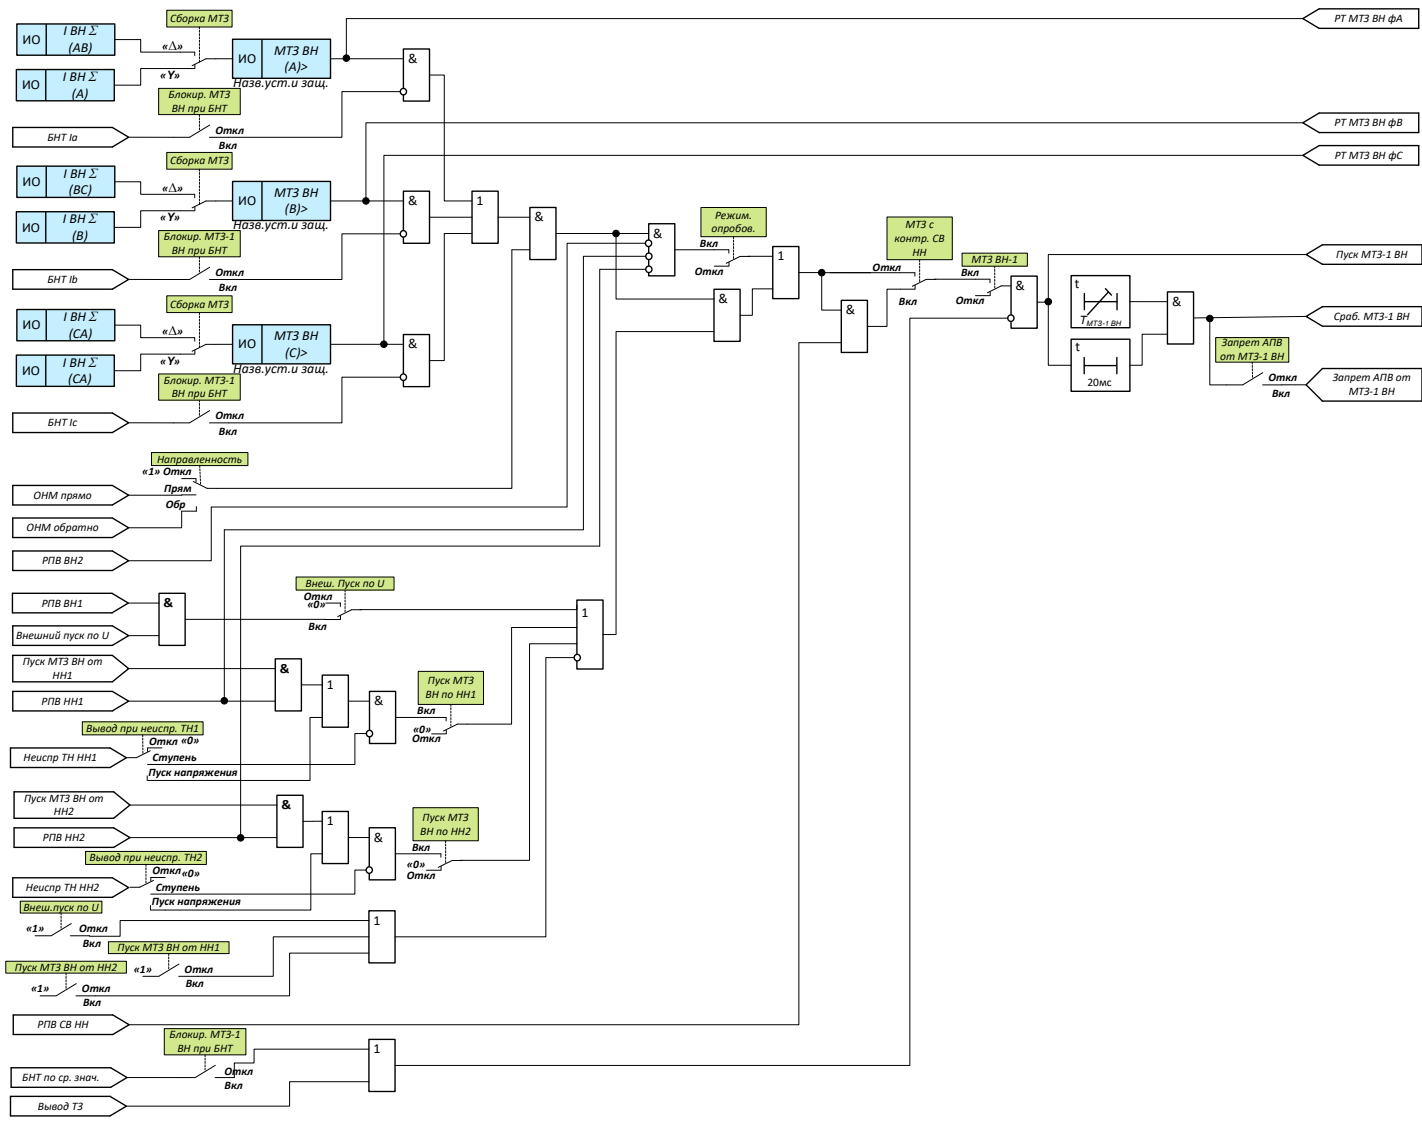 Сборка МТЗ
РТ МТЗ ВН фА
ИО
I ВН Σ
(АВ)
«Δ»
ИО
МТЗ ВН
(А)>
&
ИО
I ВН Σ
(А)
«Y»
Назв.уст.и защ.
Блокир. МТЗ
ВН при БНТ
БНТ Ia
Откл
Вкл
РТ МТЗ ВН фВ
Сборка МТЗ
РТ МТЗ ВН фС
ИО
I ВН Σ
(ВС)
«Δ»
ИО
МТЗ ВН
(В)>
&
1
&
ИО
I ВН Σ
(В)
«Y»
Назв.уст.и защ.
Блокир. МТЗ-1
ВН при БНТ
БНТ Ib
Откл
Вкл
&
Режим.
опробов.
Вкл
Откл
1
МТЗ с
контр. СВ
НН
Откл
Вкл
МТЗ ВН-1
Вкл
Откл
&
Пуск МТЗ-1 ВН
Сборка МТЗ
ИО
I ВН Σ
(СА)
«Δ»
ИО
МТЗ ВН
(С)>
&
&
&
t
TМТЗ-1 ВН
&
Сраб. МТЗ-1 ВН
ИО
I ВН Σ
(СА)
«Y»
Назв.уст.и защ.
t
20мс
Запрет АПВ
от МТЗ-1 ВН
Откл
Вкл
Запрет АПВ от
МТЗ-1 ВН
Блокир. МТЗ-1
ВН при БНТ
БНТ Ic
Откл
Вкл
Направленность
«1» Откл
ОНМ прямо
Прям
Обр
ОНМ обратно
РПВ ВН2
Внеш. Пуск по U
Откл
«0»
Вкл
РПВ ВН1
&
1
Внешний пуск по U
Пуск МТЗ ВН от
НН1
&
1
&
Пуск МТЗ
ВН по НН1
Вкл
«0»
Откл
РПВ НН1
Вывод при неиспр. ТН1
Откл «0»
Неиспр ТН НН1
Ступень
Пуск напряжения
Пуск МТЗ ВН от
НН2
&
1
&
Пуск МТЗ
ВН по НН2
Вкл
«0»
Откл
РПВ НН2
Вывод при неиспр. ТН2
Откл «0»
Неиспр ТН НН2
Ступень
Пуск напряжения
Внеш.пуск по U
«1»
Откл
Вкл
1
Пуск МТЗ ВН от НН1
«1»
Откл
Вкл
Пуск МТЗ ВН от НН2
«1»
Откл
Вкл
РПВ СВ НН
Блокир. МТЗ-1
ВН при БНТ
1
БНТ по ср. знач.
Откл
Вкл
Вывод ТЗ